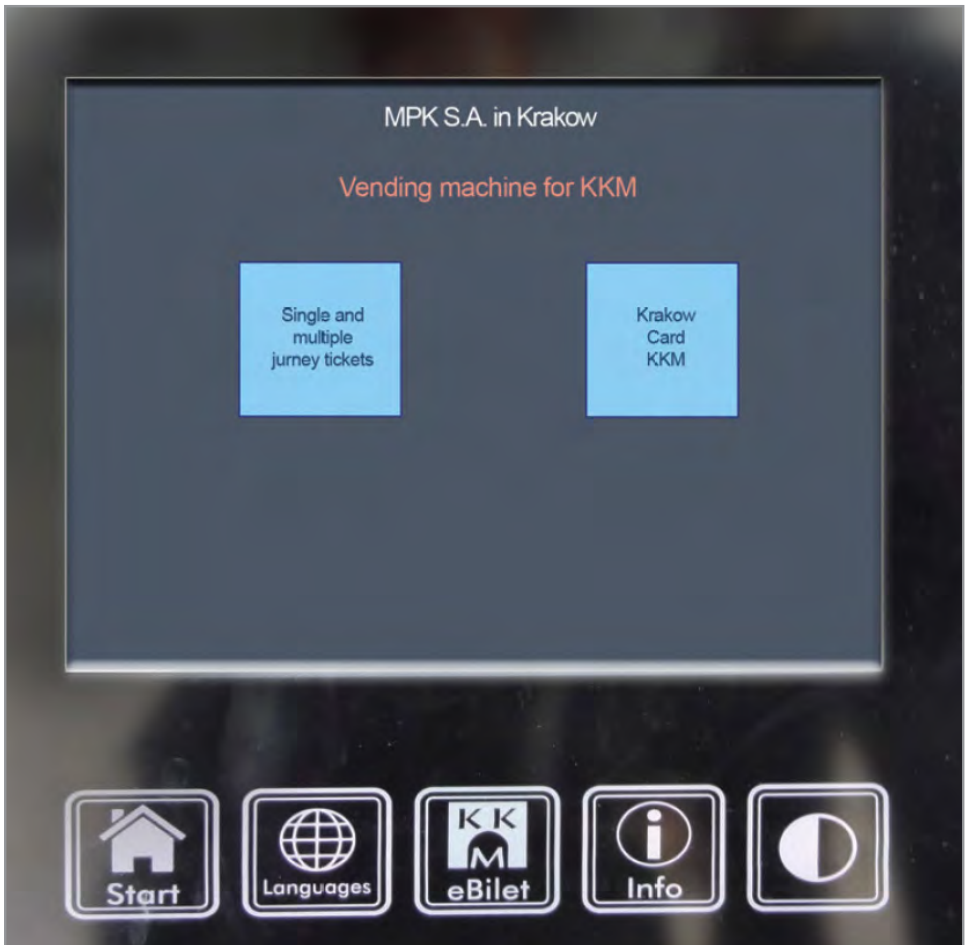 MPK S.A. in Krakow
Vending machine for KKM
Single and
multiple
jurney tickets
Krakow
Card
KKM
Start
Languages
K K
M
eBilet
i
Info